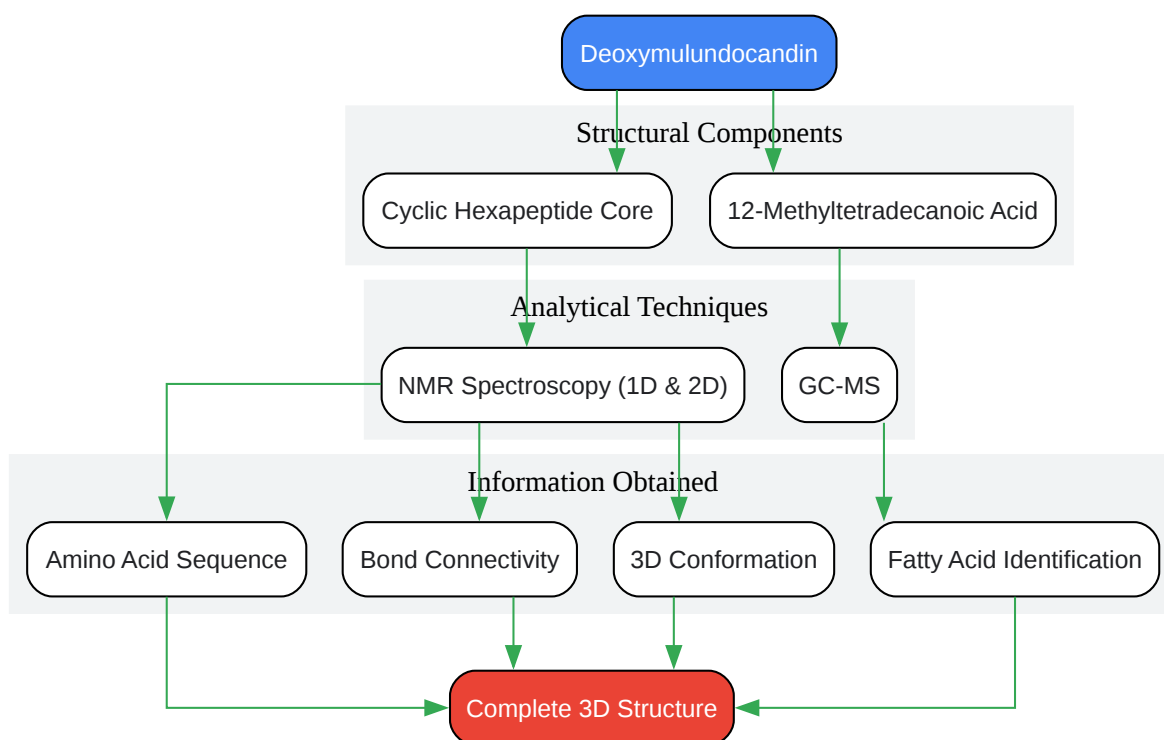 Deoxymulundocandin
Structural Components
Cyclic Hexapeptide Core
12-Methyltetradecanoic Acid
Analytical Techniques
NMR Spectroscopy (1D & 2D)
GC-MS
Information Obtained
Amino Acid Sequence
Bond Connectivity
3D Conformation
Fatty Acid Identification
Complete 3D Structure